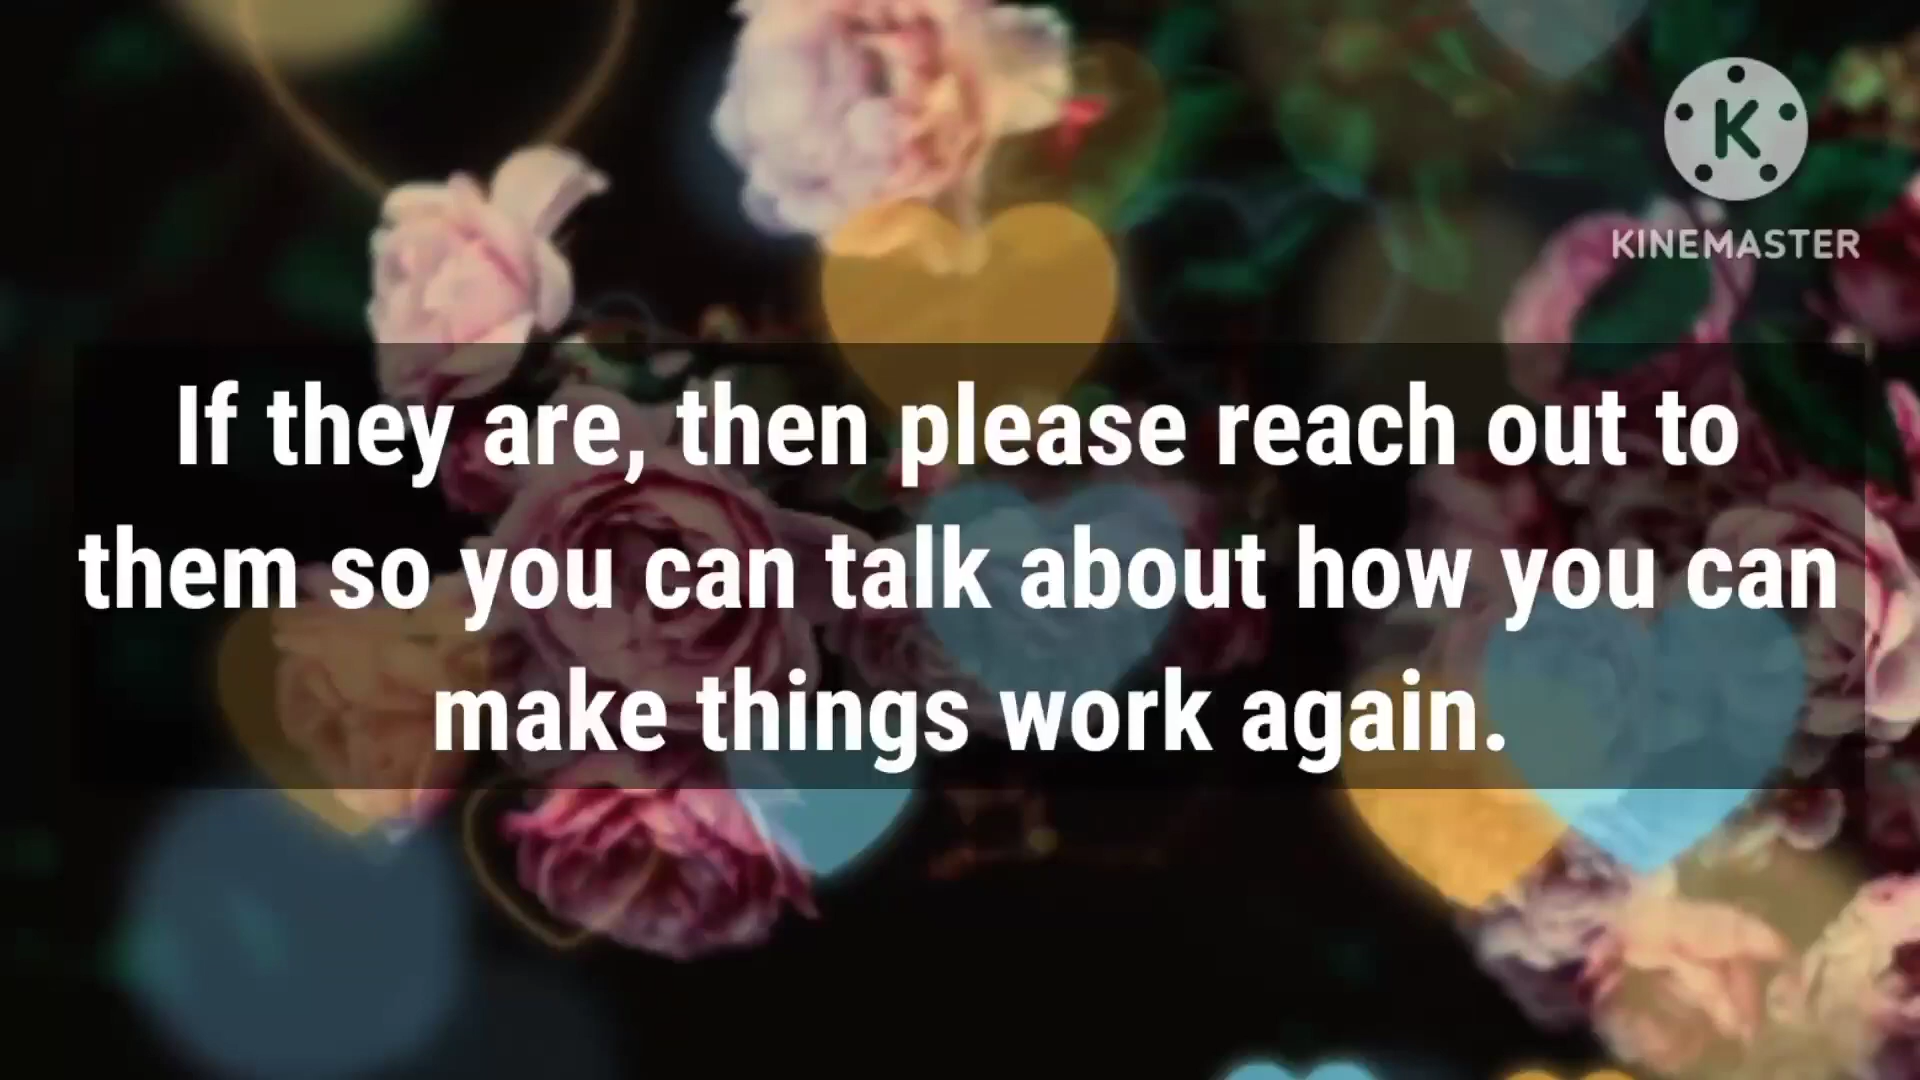 K
KINEMASTER
If they are, then please reach out to
them so you can talk about how you can
make things work again.